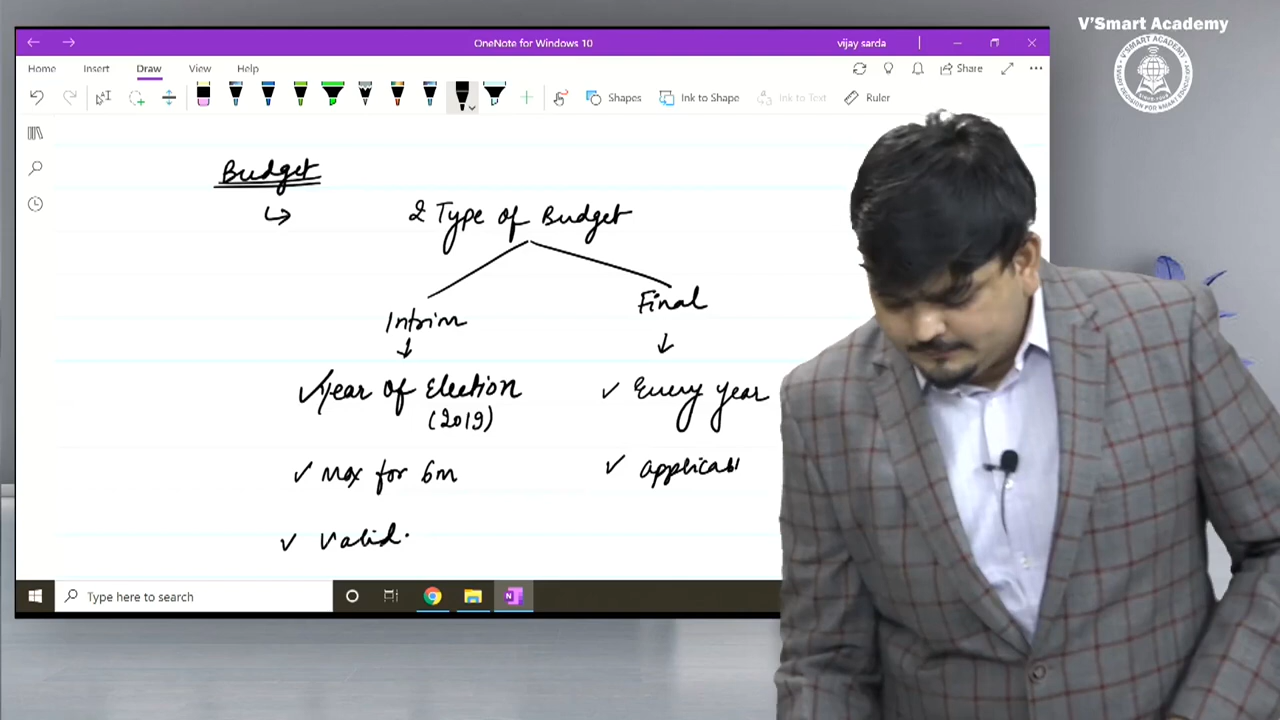 V'Smart Academy
OneNote for Windows 10
vijay sarda
Home Insert Draw View Help
Share
Shapes
Ink to Shape
Ink to Text
Ruler
Budget
2 Type of Budget
Intrim
Final
Year of Election
(2019)
Every year
Max for 6m
applicabl
Valid.
Type here to search